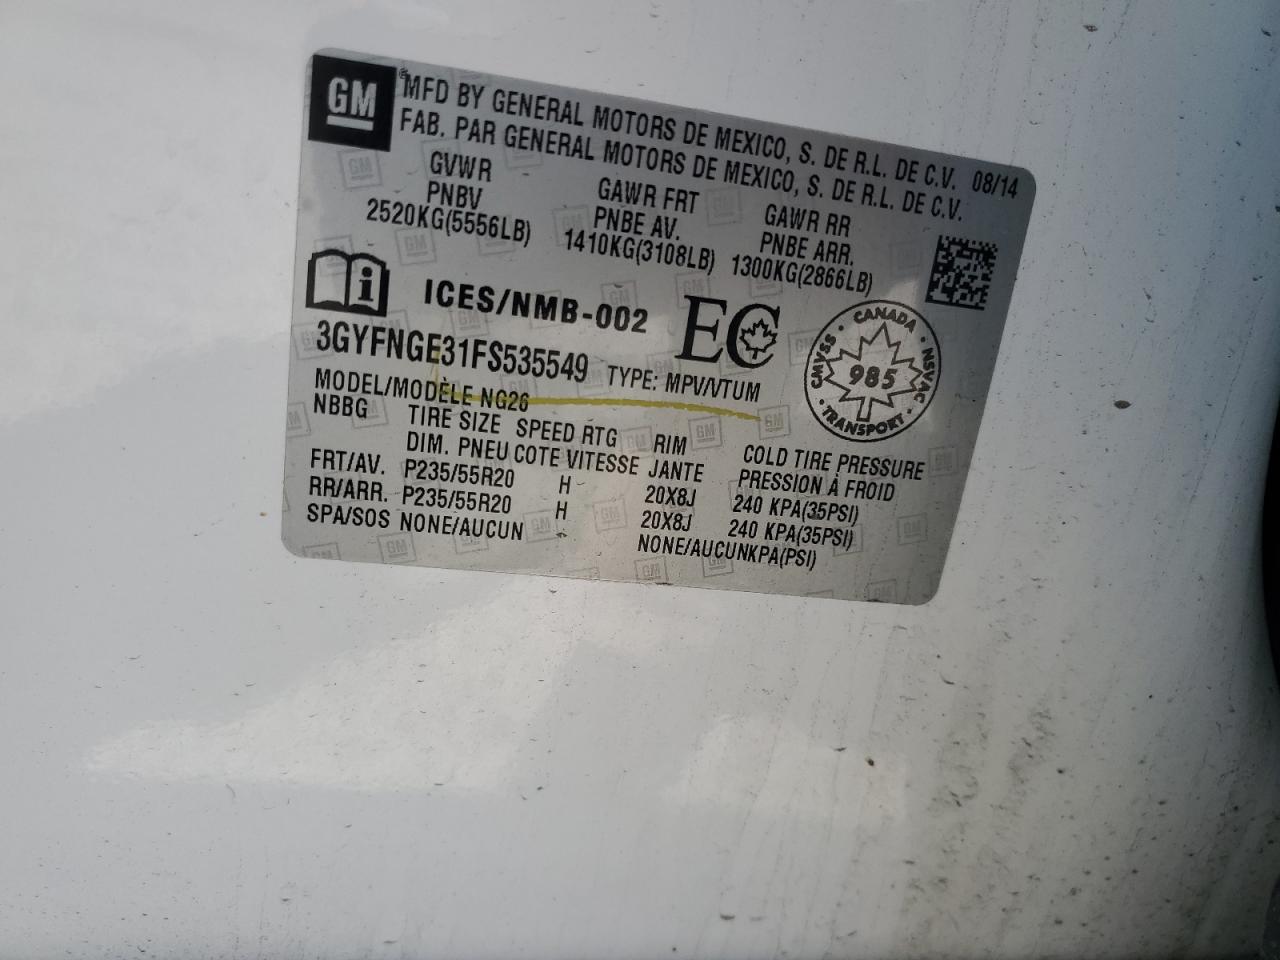 GM
MFD BY GENERAL MOTORS DE MEXICO, S. DE R.L. DE C.V. 08/14
FAB. PAR GENERAL MOTORS DE MEXICO, S. DE R.L. DE C.V.
GVWR GAWR FRT GAWR RR
PNBV PNBE AV. PNBE ARR.
2520KG(5556LB) 1410KG(3108LB) 1300KG(2866LB)
i ICES/NMB-002 EC
3GYFNGE31FS535549 TYPE: MPV/VTUM
CANADA
CMVSS 985 NSVAC
TRANSPORT
MODEL/MODÈLE NG26
NBBG TIRE SIZE SPEED RTG RIM COLD TIRE PRESSURE
DIM. PNEU COTE VITESSE JANTE PRESSION À FROID
FRT/AV. P235/55R20 H 20X8J 240 KPA(35PSI)
RR/ARR. P235/55R20 H 20X8J 240 KPA(35PSI)
SPA/SOS NONE/AUCUN - NONE/AUCUNKPA(PSI)